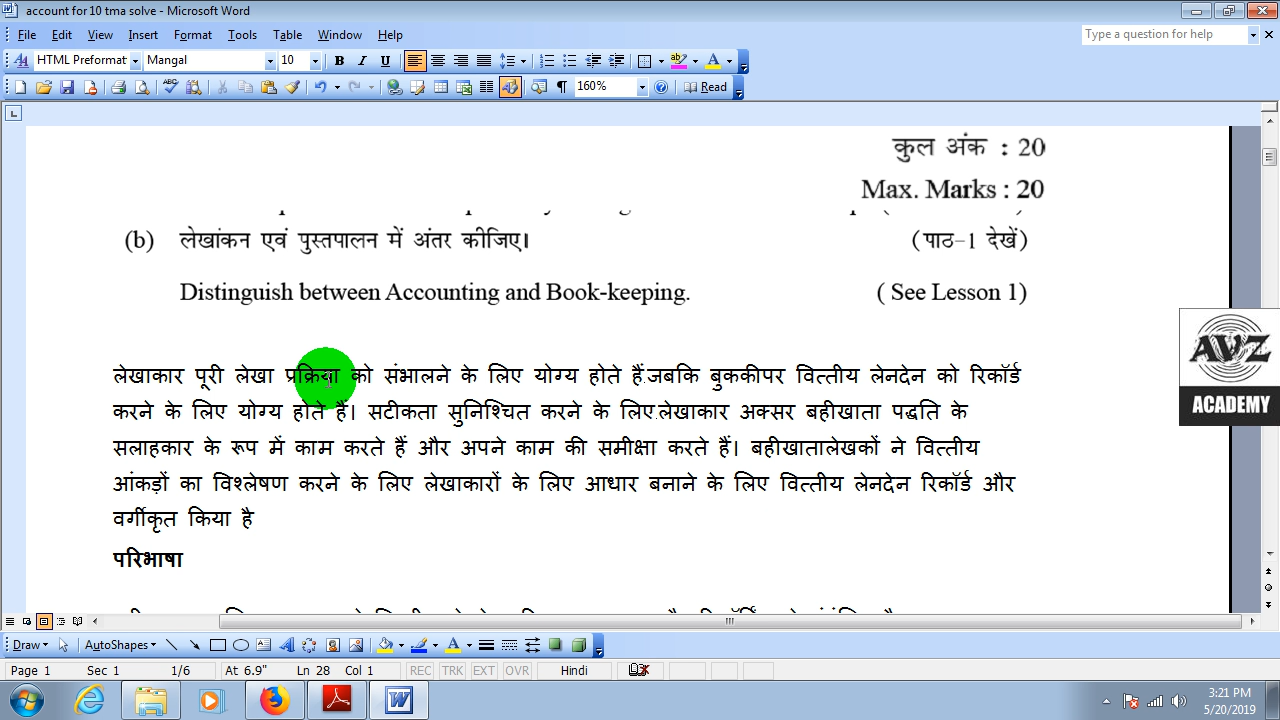 account for 10 tma solve - Microsoft Word
File Edit View Insert Format Tools Table Window Help
Type a question for help
HTML Preformat Mangal 10 B I U
160% Read
कुल अंक : 20
Max. Marks : 20
(b) लेखांकन एवं पुस्तपालन में अंतर कीजिए। (पाठ-1 देखें)
Distinguish between Accounting and Book-keeping. ( See Lesson 1)
लेखाकार पूरी लेखा प्रक्रिया को संभालने के लिए योग्य होते हैं.जबकि बुककीपर वित्तीय लेनदेन को रिकॉर्ड
करने के लिए योग्य होते हैं। सटीकता सुनिश्चित करने के लिए.लेखाकार अक्सर बहीखाता पद्धति के
सलाहकार के रूप में काम करते हैं और अपने काम की समीक्षा करते हैं। बहीखातालेखकों ने वित्तीय
आंकड़ों का विश्लेषण करने के लिए लेखाकारों के लिए आधार बनाने के लिए वित्तीय लेनदेन रिकॉर्ड और
वर्गीकृत किया है
परिभाषा
AVZ
ACADEMY
Draw AutoShapes
Page 1 Sec 1 1/6 At 6.9" Ln 28 Col 1 REC TRK EXT OVR Hindi
3:21 PM
5/20/2019